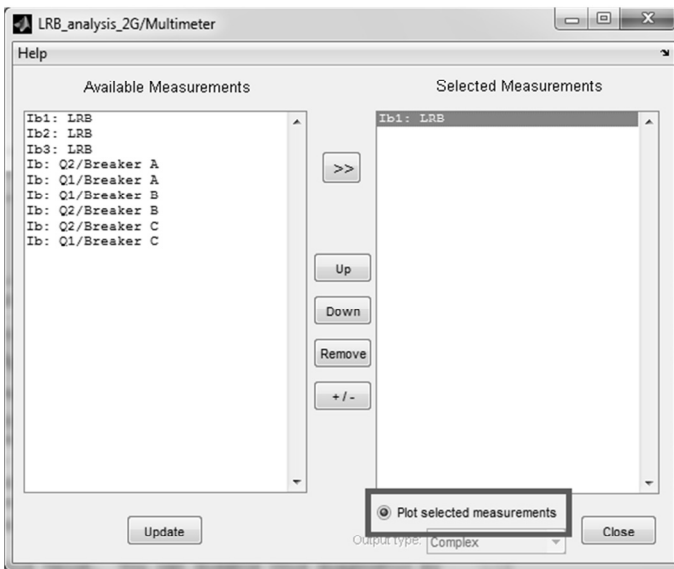 LRB_analysis_2G/Multimeter
Help
Available Measurements
Selected Measurements
Ib1: LRB
Ib2: LRB
Ib3: LRB
Ib: Q2/Breaker A
Ib: Q1/Breaker A
Ib: Q1/Breaker B
Ib: Q2/Breaker B
Ib: Q2/Breaker C
Ib: Q1/Breaker C
Ib1: LRB
>>
Up
Down
Remove
+ / -
Plot selected measurements
Output type: Complex
Update
Close